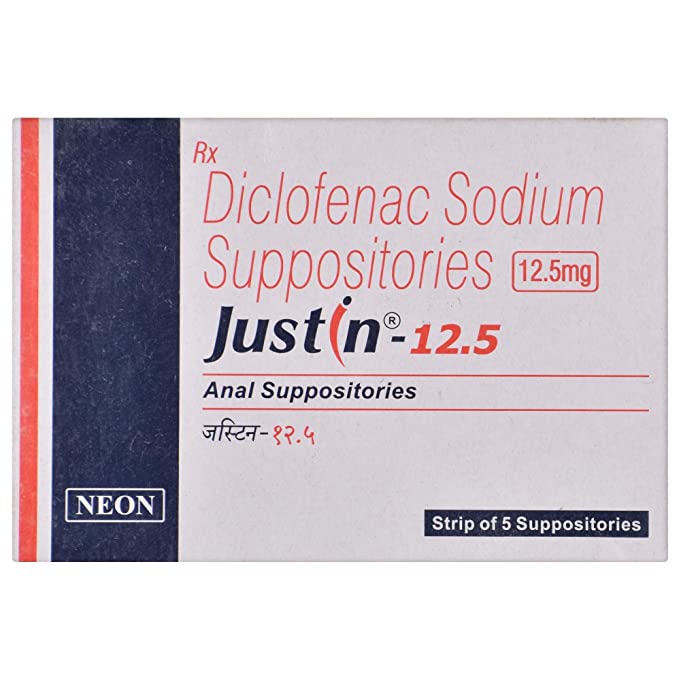 Rx
Diclofenac Sodium
Suppositories 12.5mg
Justin®-12.5
Anal Suppositories
जस्टिन-१२.५
NEON
Strip of 5 Suppositories